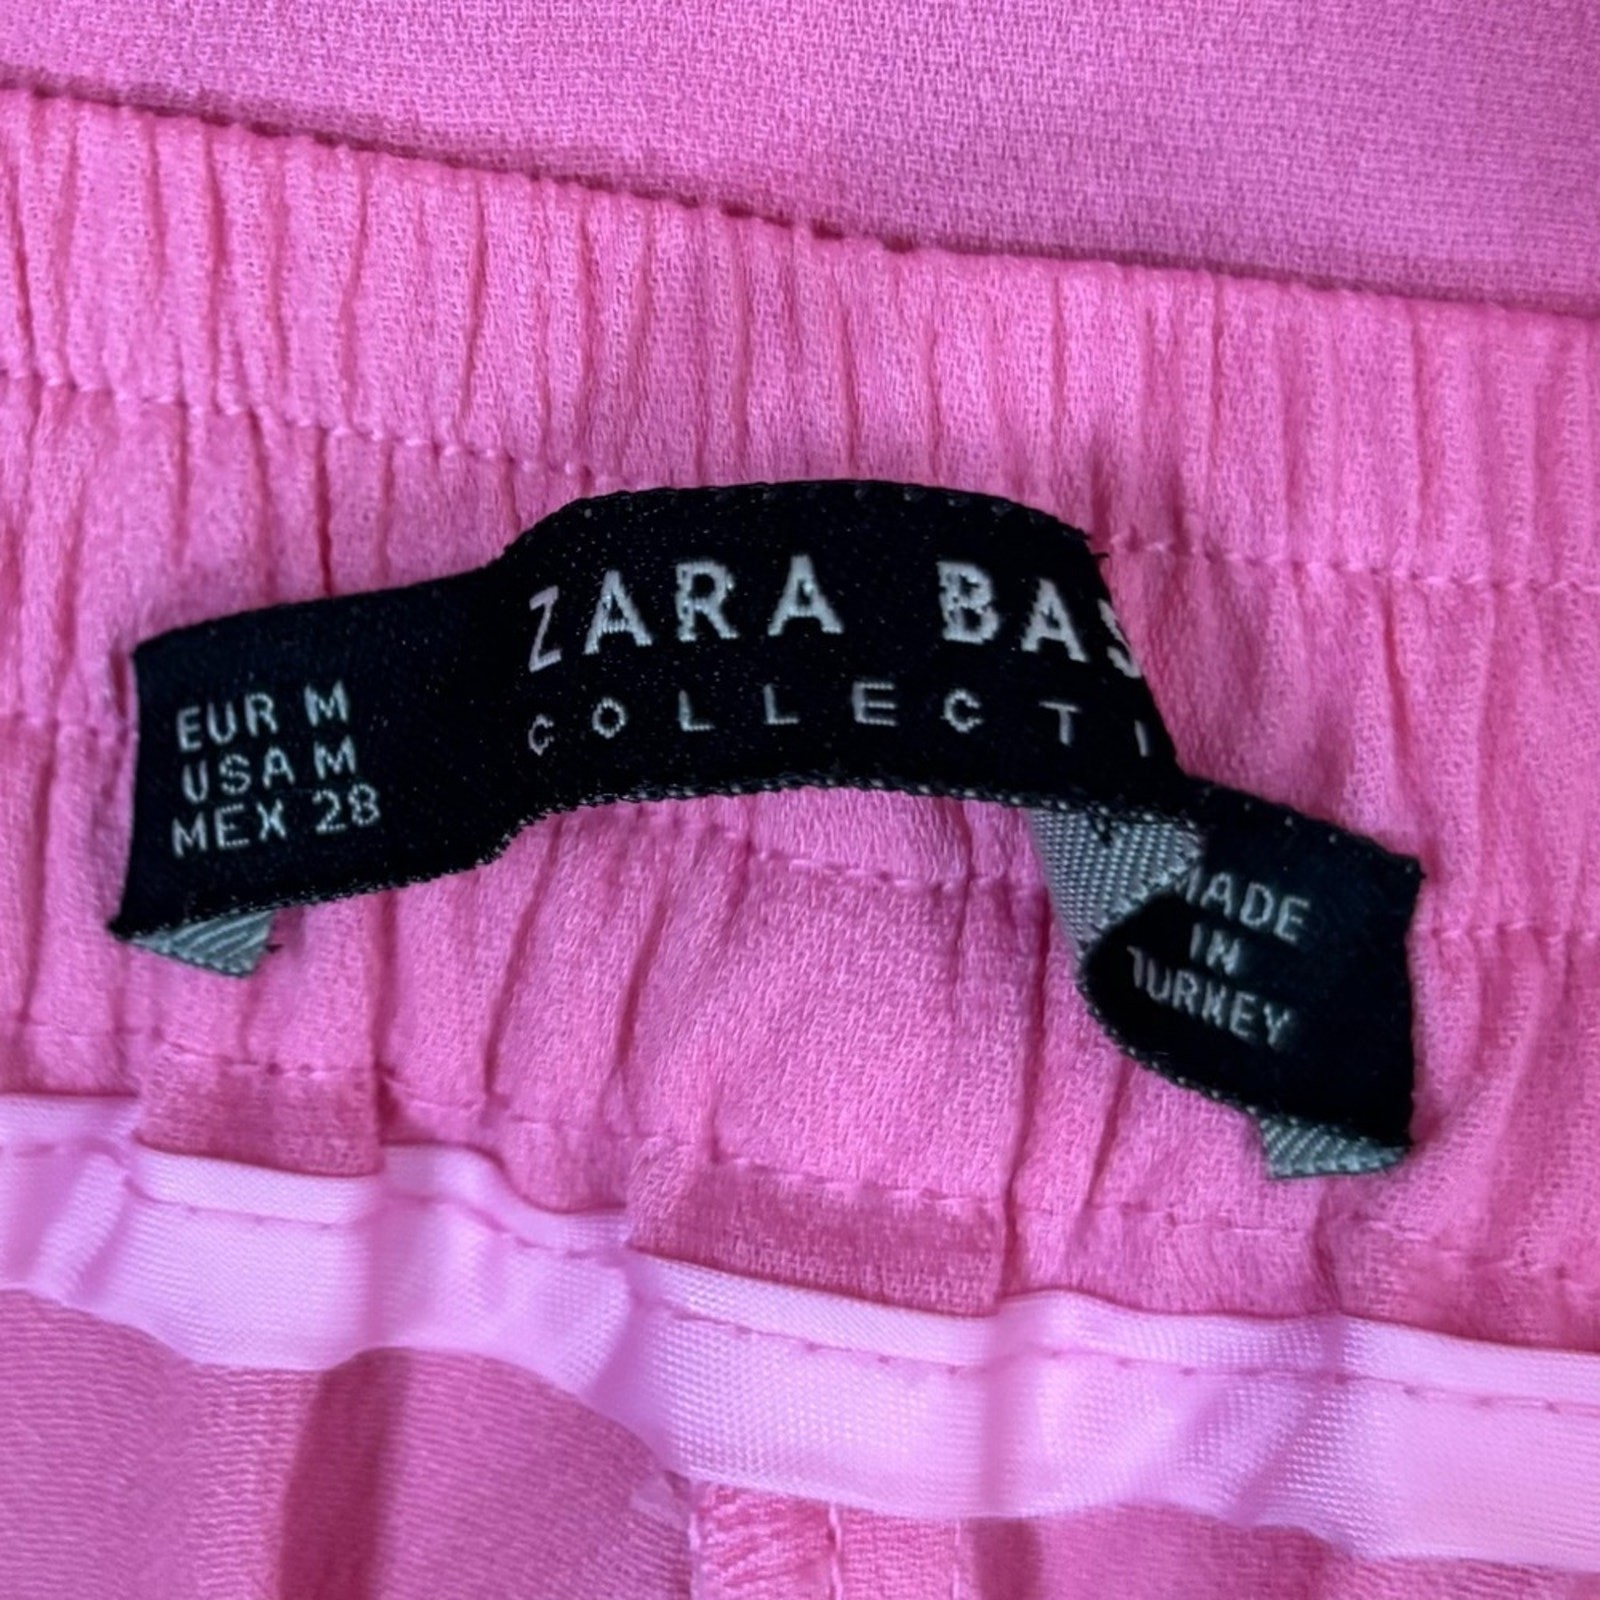 ZARA BAS
COLLECTI
EUR M
USA M
MEX 28
MADE
IN
TURKEY